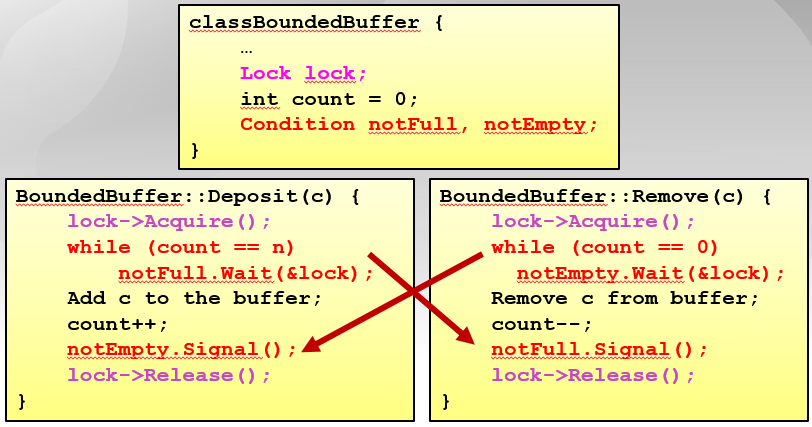 classBoundedBuffer {
…
Lock lock;
int count = 0;
Condition notFull, notEmpty;
}
BoundedBuffer::Deposit(c) {
lock->Acquire();
while (count == n)
notFull.Wait(&lock);
Add c to the buffer;
count++;
notEmpty.Signal();
lock->Release();
}
BoundedBuffer::Remove(c) {
lock->Acquire();
while (count == 0)
notEmpty.Wait(&lock);
Remove c from buffer;
count--;
notFull.Signal();
lock->Release();
}